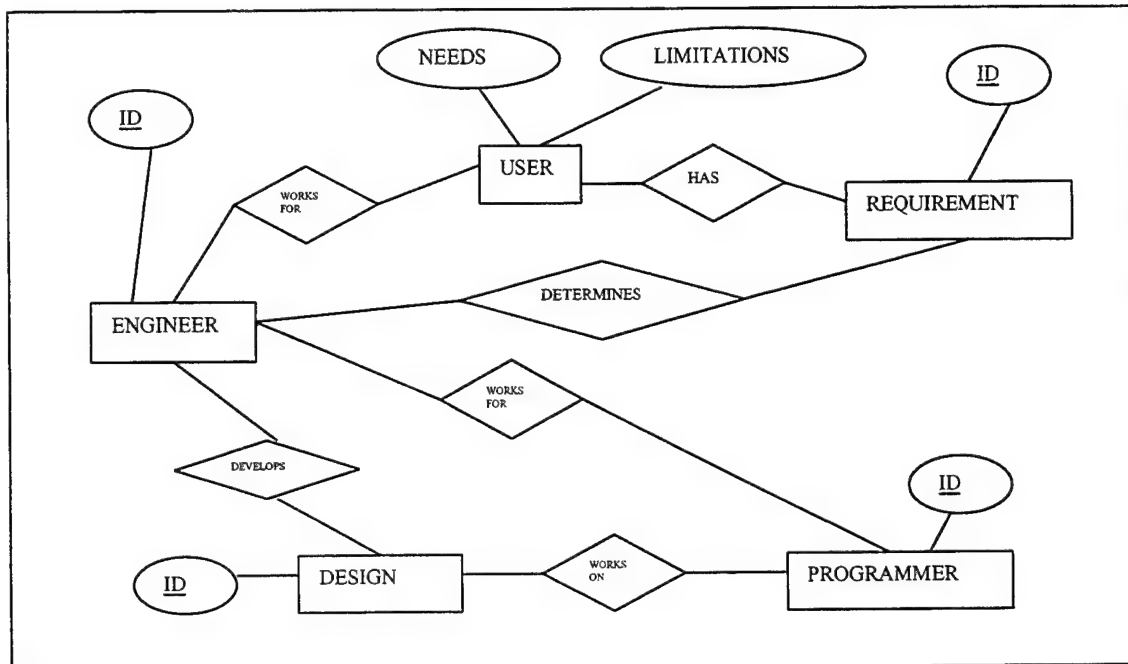 NEEDS
LIMITATIONS
ID
ID
USER
HAS
REQUIREMENT
WORKS
FOR
DETERMINES
ENGINEER
WORKS
FOR
DEVELOPS
ID
DESIGN
WORKS
ON
PROGRAMMER
ID